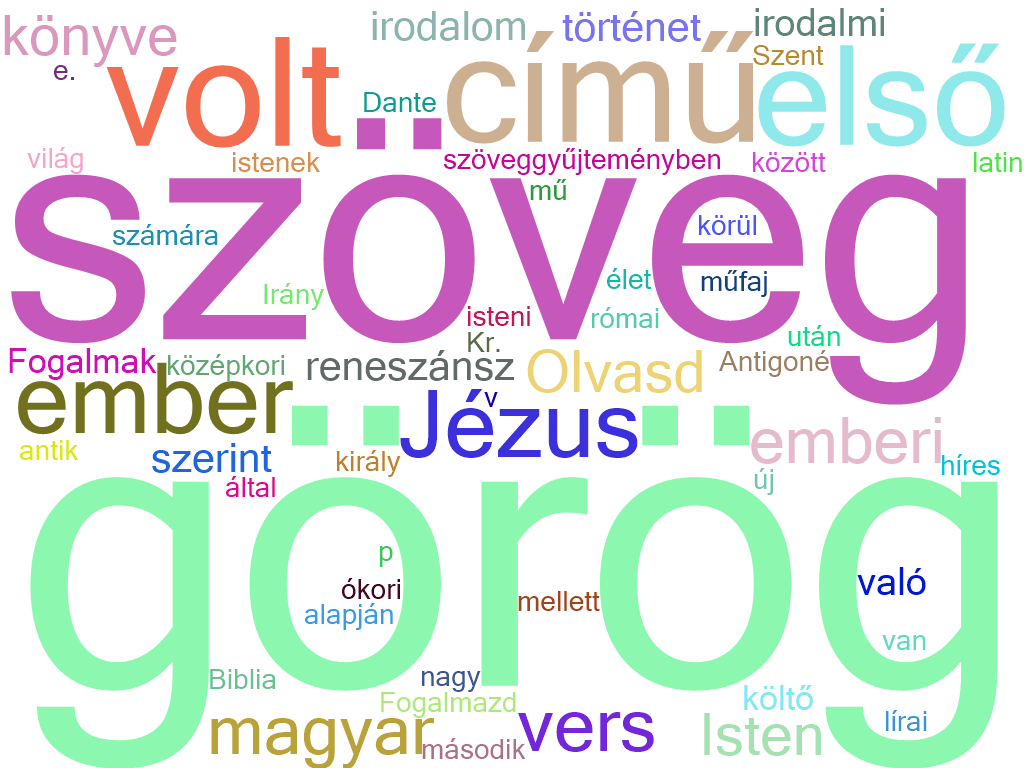 könyve
irodalom
történet
irodalmi
e.
volt
című
Szent
első
Dante
világ
istenek
szöveggyűjteményben
között
latin
mű
szöveg
számára
körül
Irány
élet
műfaj
isteni
római
Kr.
után
Fogalmak
középkori
reneszánsz
Olvasd
Antigoné
ember
v
Jézus
emberi
antik
szerint
király
híres
által
új
görög
p
ókori
való
alapján
mellett
van
Biblia
nagy
Fogalmazd
költő
magyar
második
vers
Isten
lírai